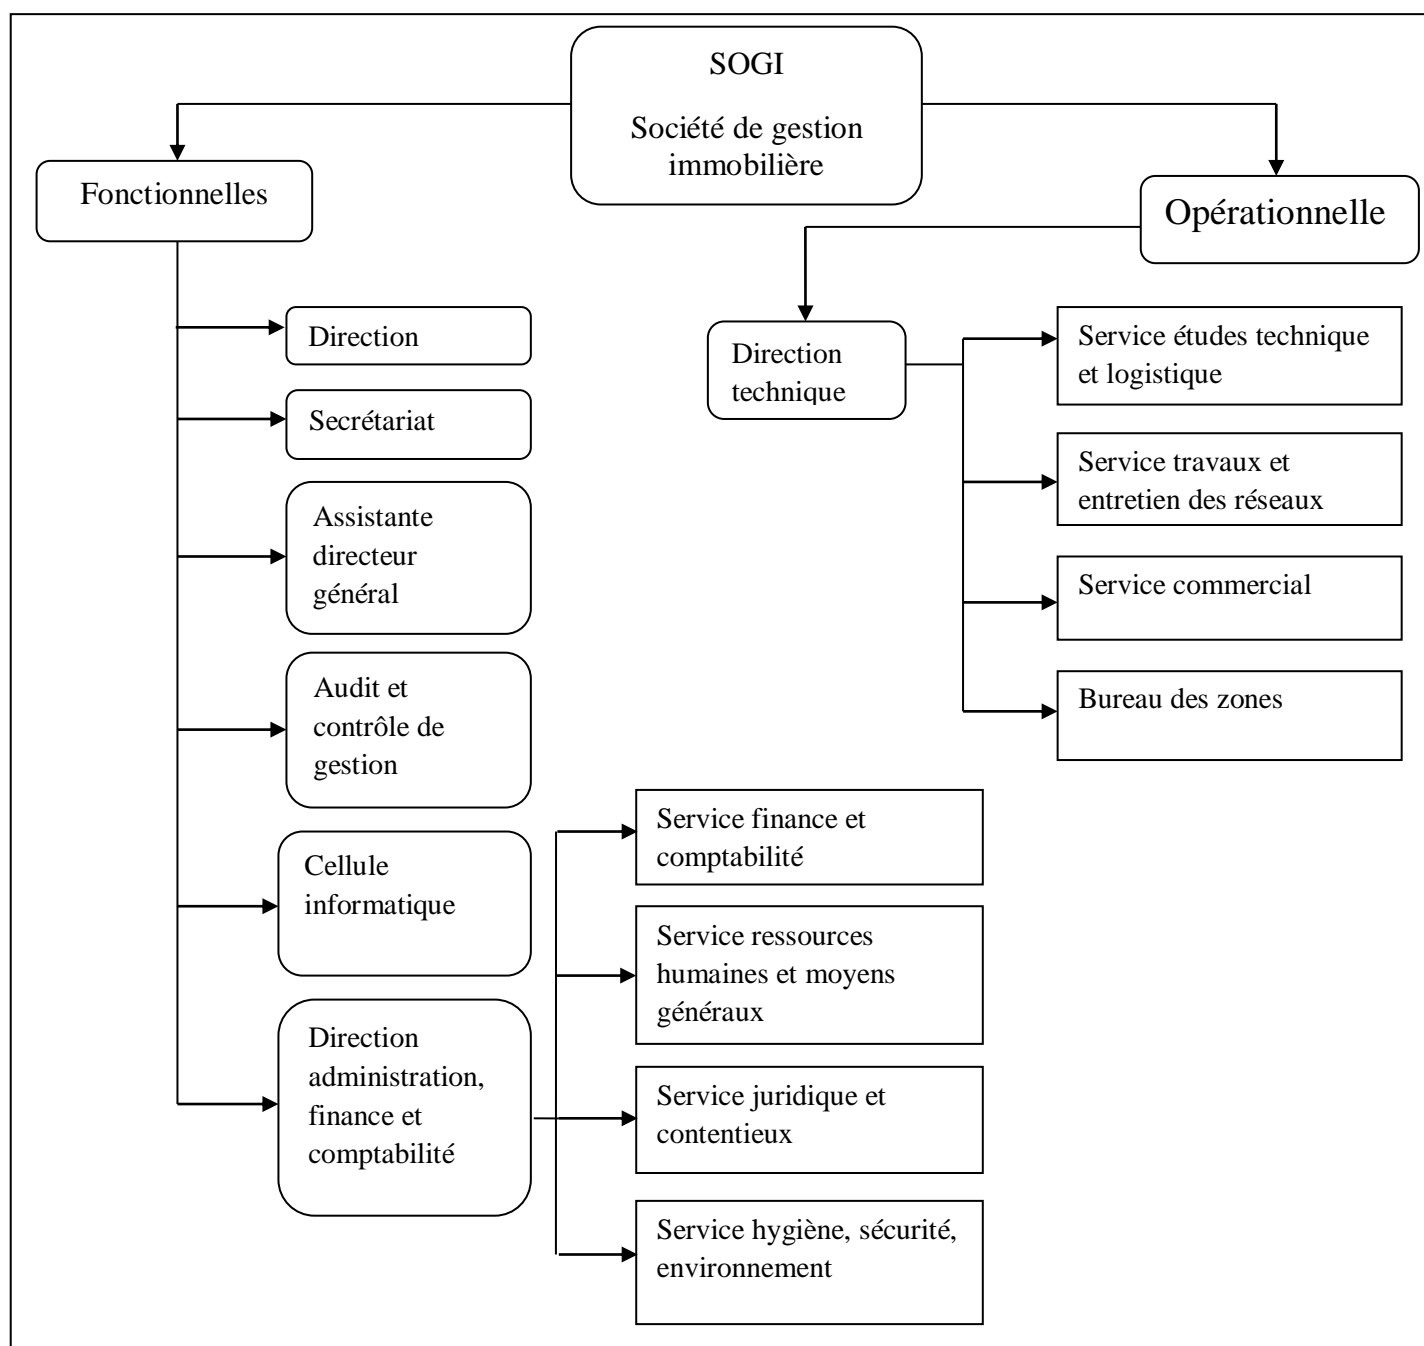 SOGI
Société de gestion
immobilière
Fonctionnelles
Opérationnelle
Direction
Secrétariat
Assistante
directeur
général
Audit et
contrôle de
gestion
Cellule
informatique
Direction
administration,
finance et
comptabilité
Service finance et
comptabilité
Service ressources
humaines et moyens
généraux
Service juridique et
contentieux
Service hygiène, sécurité,
environnement
Direction
technique
Service études technique
et logistique
Service travaux et
entretien des réseaux
Service commercial
Bureau des zones